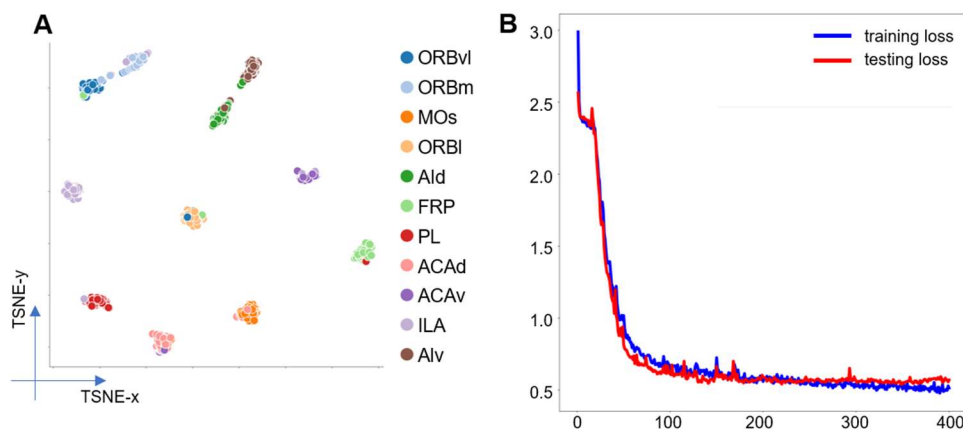 A
ORBvl
ORBm
MOs
ORBl
AId
FRP
PL
ACAd
ACAv
ILA
Alv
TSNE-y
TSNE-x
B
training loss
testing loss
3.0
2.5
2.0
1.5
1.0
0.5
0
100
200
300
400